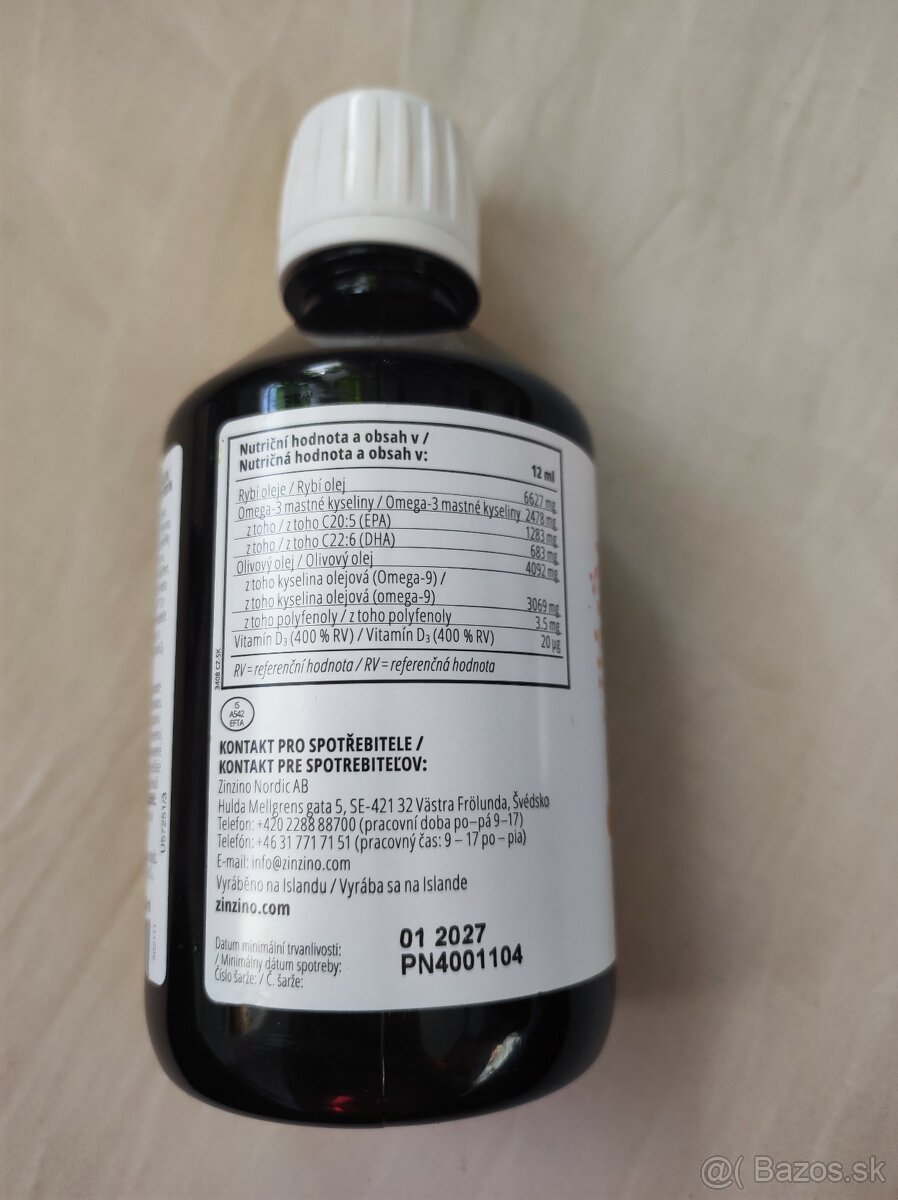 Nutriční hodnota a obsah v /
Nutričná hodnota a obsah v:
12 ml
Rybí oleje / Rybí olej 6627 mg
Omega-3 mastné kyseliny / Omega-3 mastné kyseliny 2478 mg
z toho / z toho C20:5 (EPA) 1283 mg
z toho / z toho C22:6 (DHA) 683 mg
Olivový olej / Olivový olej 4092 mg
z toho kyselina olejová (Omega-9) /
z toho kyselina olejová (omega-9) 3069 mg
z toho polyfenoly / z toho polyfenoly 3.5 mg
Vitamín D₃ (400 % RV) / Vitamín D₃ (400 % RV) 20 µg
RV = referenční hodnota / RV = referenčná hodnota
3408 CZ-SK
IS
A542
EFTA
KONTAKT PRO SPOTŘEBITELE /
KONTAKT PRE SPOTREBITEĽOV:
Zinzino Nordic AB
Hulda Mellgrens gata 5, SE-421 32 Västra Frölunda, Švédsko
Telefon: +420 2288 88700 (pracovní doba po–pá 9–17)
Telefón: +46 31 771 71 51 (pracovný čas: 9 – 17 po – pia)
E-mail: info@zinzino.com
Vyráběno na Islandu / Vyrába sa na Islande
zinzino.com
Datum minimální trvanlivosti:
/ Minimálny dátum spotreby:
Číslo šarže: / Č. šarže:
01 2027
PN4001104
US7251/3
@( Bazos.sk